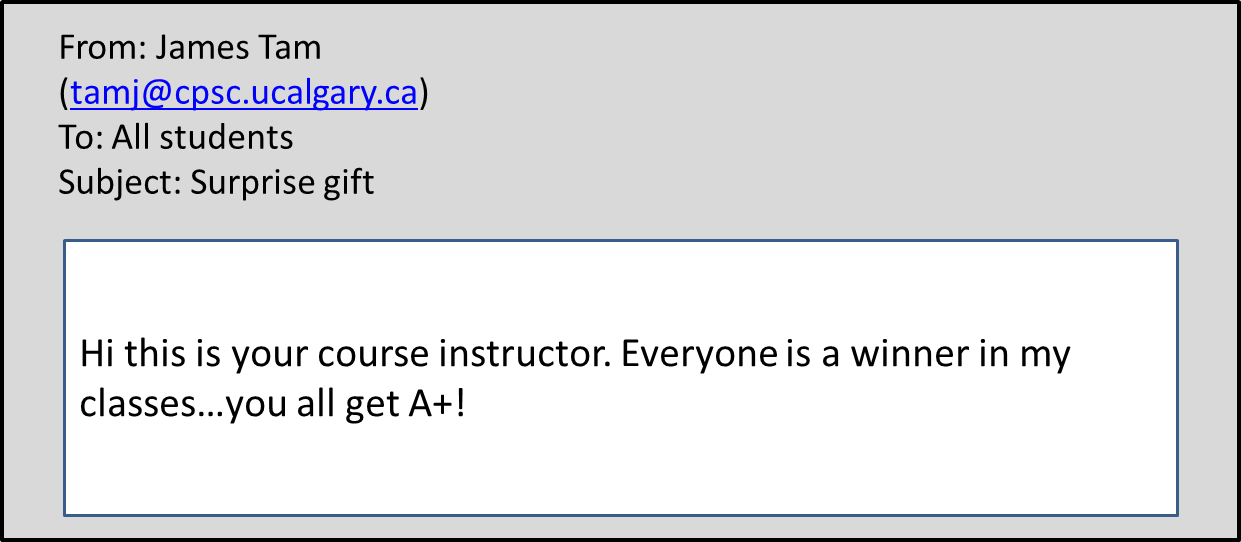 From: James Tam
(tamj@cpsc.ucalgary.ca)
To: All students
Subject: Surprise gift
Hi this is your course instructor. Everyone is a winner in my
classes…you all get A+!